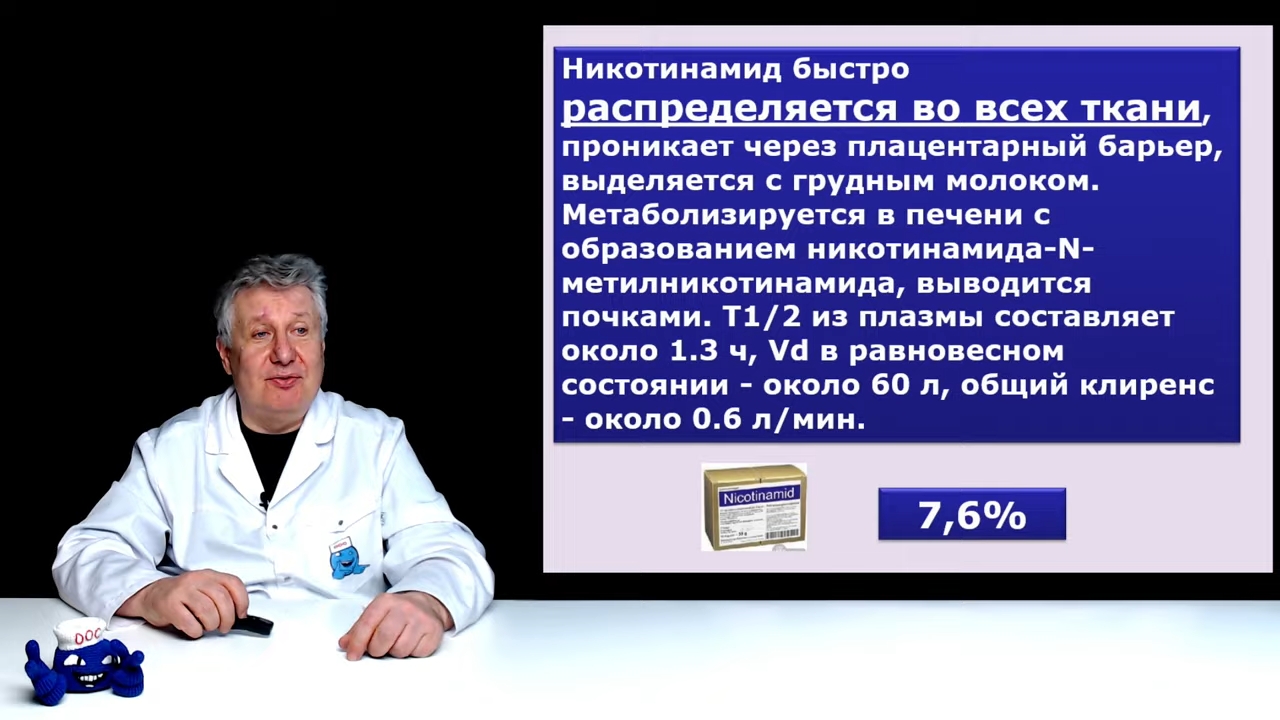 Никотинамид быстро
распределяется во всех ткани,
проникает через плацентарный барьер,
выделяется с грудным молоком.
Метаболизируется в печени с
образованием никотинамида-N-
метилникотинамида, выводится
почками. T1/2 из плазмы составляет
около 1.3 ч, Vd в равновесном
состоянии - около 60 л, общий клиренс
- около 0.6 л/мин.
Nicotinamid
7,6%
DOC